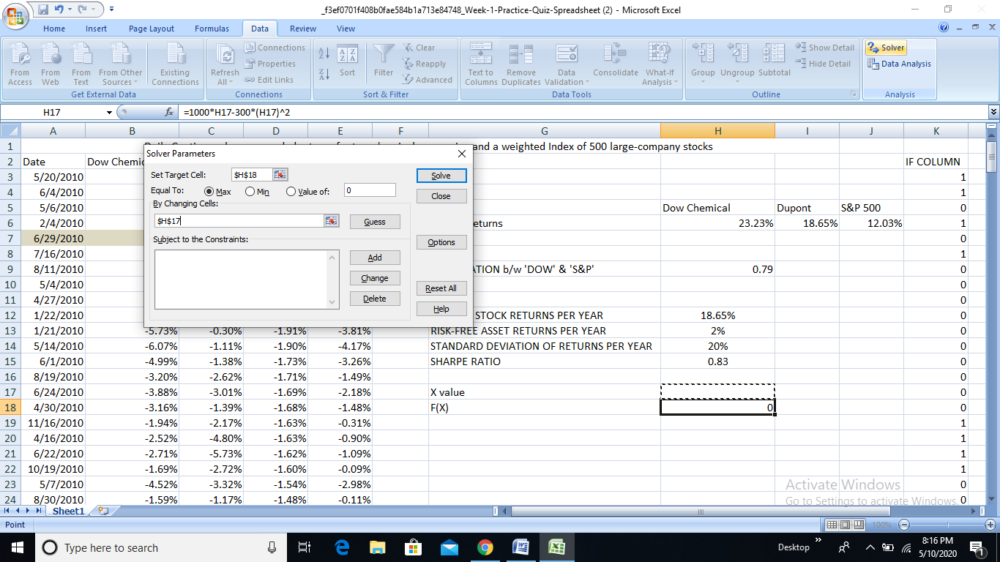 _f3ef0701f408b0fae584b1a713e84748_Week-1-Practice-Quiz-Spreadsheet (2) - Microsoft Excel
Home Insert Page Layout Formulas Data Review View
From Access
From Web
From Text
From Other Sources
Existing Connections
Get External Data
Refresh All
Connections
Properties
Edit Links
Connections
Sort
Filter
Clear
Reapply
Advanced
Sort & Filter
Text to Columns
Remove Duplicates
Data Validation
Consolidate
What-If Analysis
Data Tools
Group
Ungroup
Subtotal
Show Detail
Hide Detail
Outline
Solver
Data Analysis
Analysis
H17 fx =1000*H17-300*(H17)^2
A B C D E F G H I J K
1 and a weighted Index of 500 large-company stocks
2 Date Dow IF COLUMN
3 5/20/2010 1
4 6/4/2010 1
5 5/6/2010 Dow Chemical Dupont S&P 500 0
6 2/4/2010 23.23% 18.65% 12.03% 1
7 6/29/2010 0
8 7/16/2010 1
9 8/11/2010 b/w 'DOW' & 'S&P' 0.79 0
10 5/4/2010 0
11 4/27/2010 0
12 1/22/2010 STOCK RETURNS PER YEAR 18.65% 0
13 1/21/2010 -5.73% -0.30% -1.91% -3.81% RISK-FREE ASSET RETURNS PER YEAR 2% 0
14 5/14/2010 -6.07% -1.11% -1.90% -4.17% STANDARD DEVIATION OF RETURNS PER YEAR 20% 0
15 6/1/2010 -4.99% -1.38% -1.73% -3.26% SHARPE RATIO 0.83 0
16 8/19/2010 -3.20% -2.62% -1.71% -1.49% 0
17 6/24/2010 -3.88% -3.01% -1.69% -2.18% X value 0
18 4/30/2010 -3.16% -1.39% -1.68% -1.48% F(X) 0 0
19 11/16/2010 -1.94% -2.17% -1.63% -0.31% 1
20 4/16/2010 -2.52% -4.80% -1.63% -0.90% 1
21 6/22/2010 -2.71% -5.73% -1.62% -1.09% 1
22 10/19/2010 -1.69% -2.72% -1.60% -0.09% 1
23 5/7/2010 -4.52% -3.32% -1.54% -2.98% 0
24 8/30/2010 -1.59% -1.17% -1.48% -0.11% 0
Solver Parameters
Set Target Cell: $H$18
Solve
Equal To: Max Min Value of: 0
Close
By Changing Cells:
$H$17
Guess
Subject to the Constraints:
Options
Add
Change
Reset All
Delete
Help
Activate Windows
Go to Settings to activate Windows.
Sheet1
Point 100%
Type here to search
Desktop
8:16 PM
5/10/2020
1